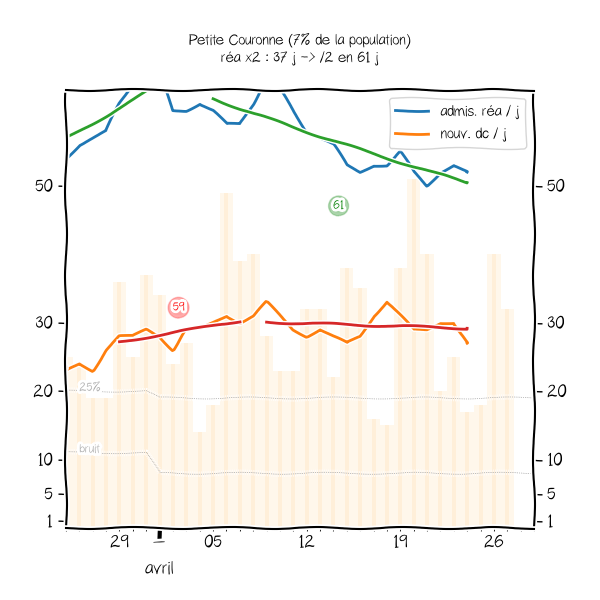 Petite Couronne (7% de la population)
réa x2 : 37 j -> /2 en 61 j
admis. réa / j
nouv. dc / j
50 50
61
59
30 30
25%
20 20
bruit
10 10
5 5
1 1
29 1 05 12 19 26
avril